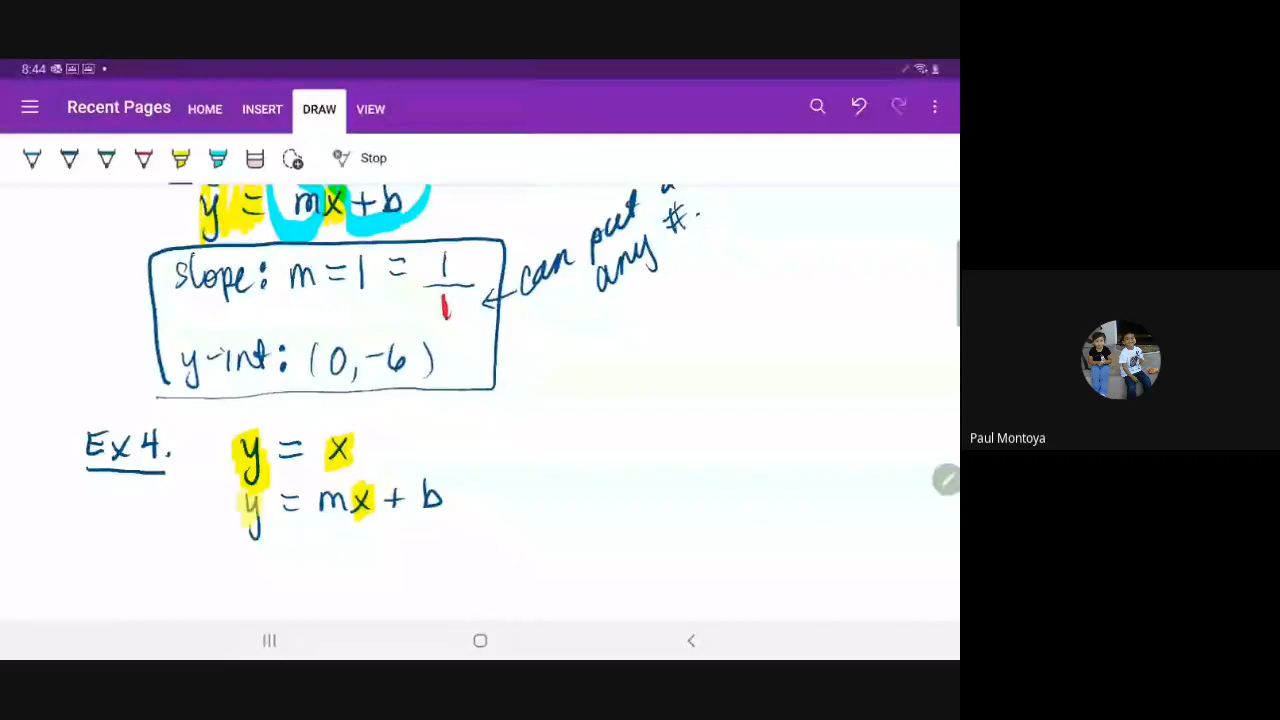 8:44
Recent Pages HOME INSERT DRAW VIEW
Stop
y = mx + b
can put
any #.
slope: m = 1 = 1/1
y-int: (0, -6)
Ex 4. y = x
y = mx + b
Paul Montoya